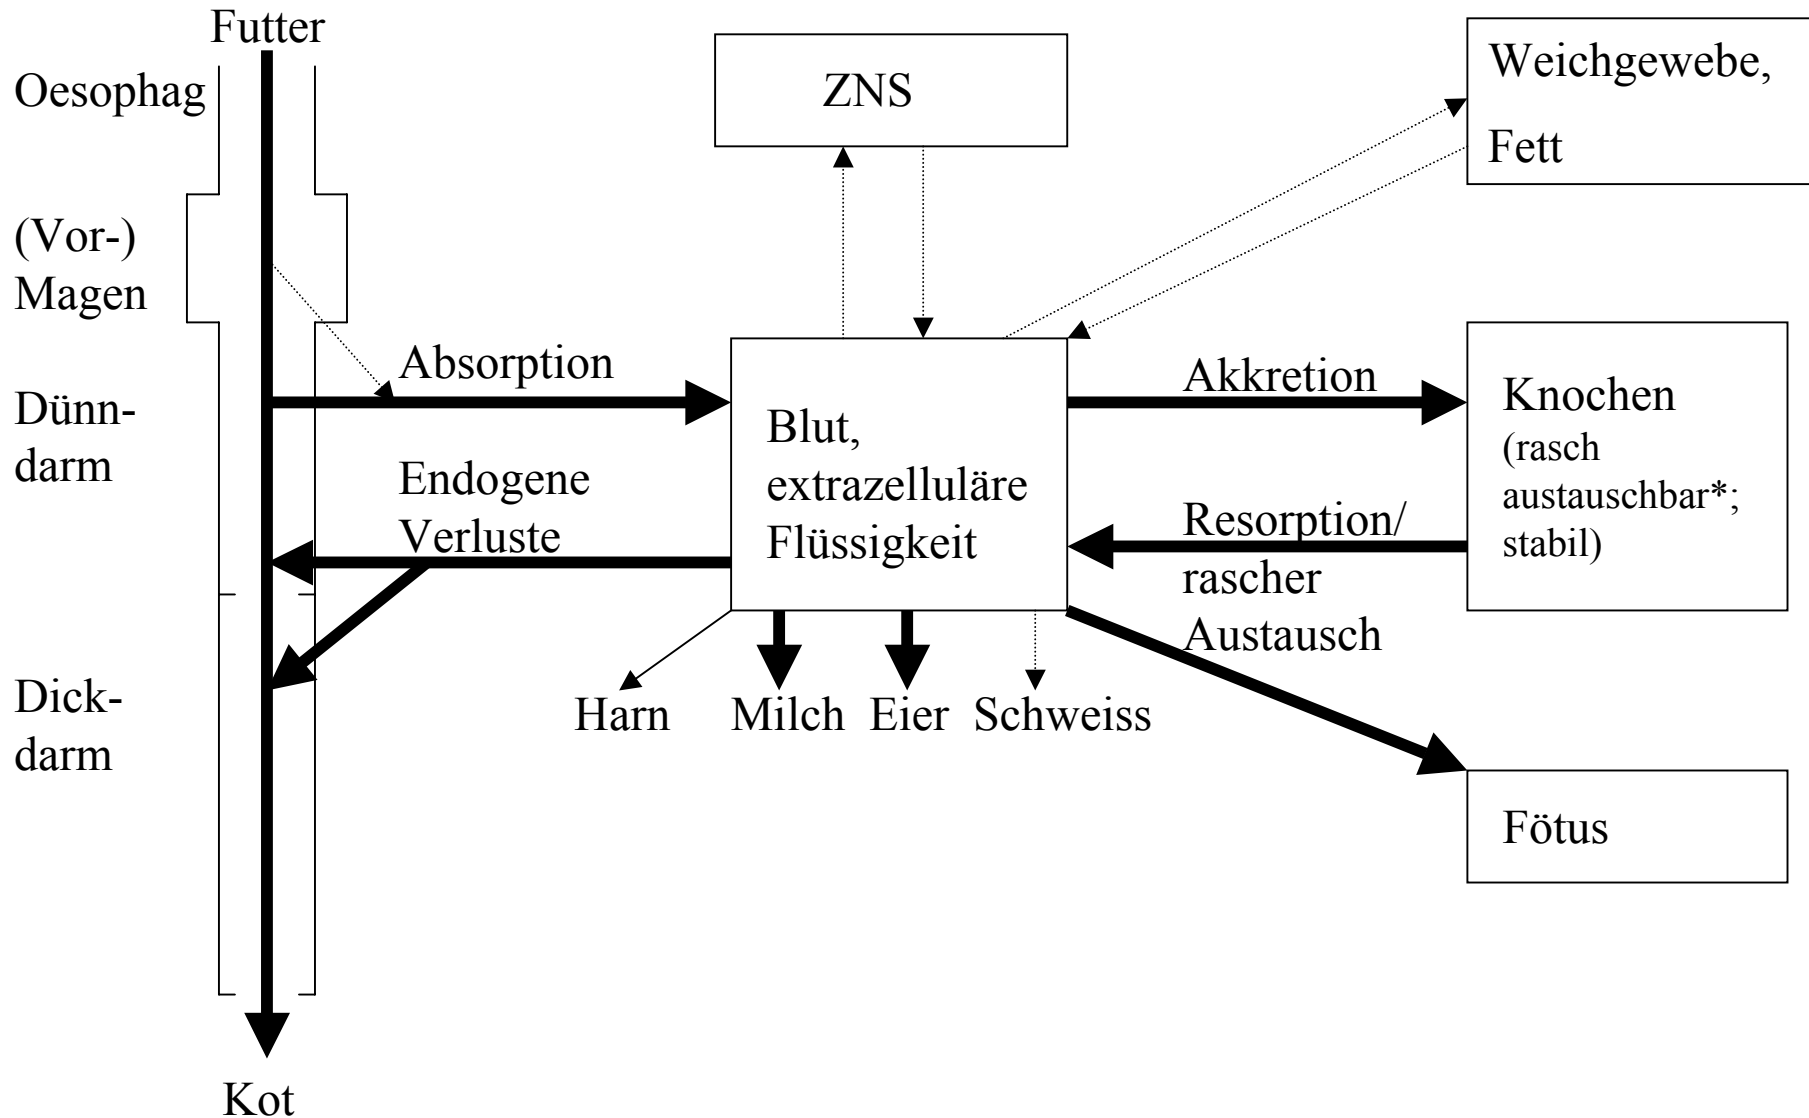 Futter
Oesophag
(Vor-)
Magen
Dünn-
darm
Dick-
darm
Kot
ZNS
Weichgewebe,
Fett
Absorption
Endogene
Verluste
Blut,
extrazelluläre
Flüssigkeit
Akkretion
Resorption/
rascher
Austausch
Knochen
(rasch
austauschbar*;
stabil)
Harn
Milch
Eier
Schweiss
Fötus